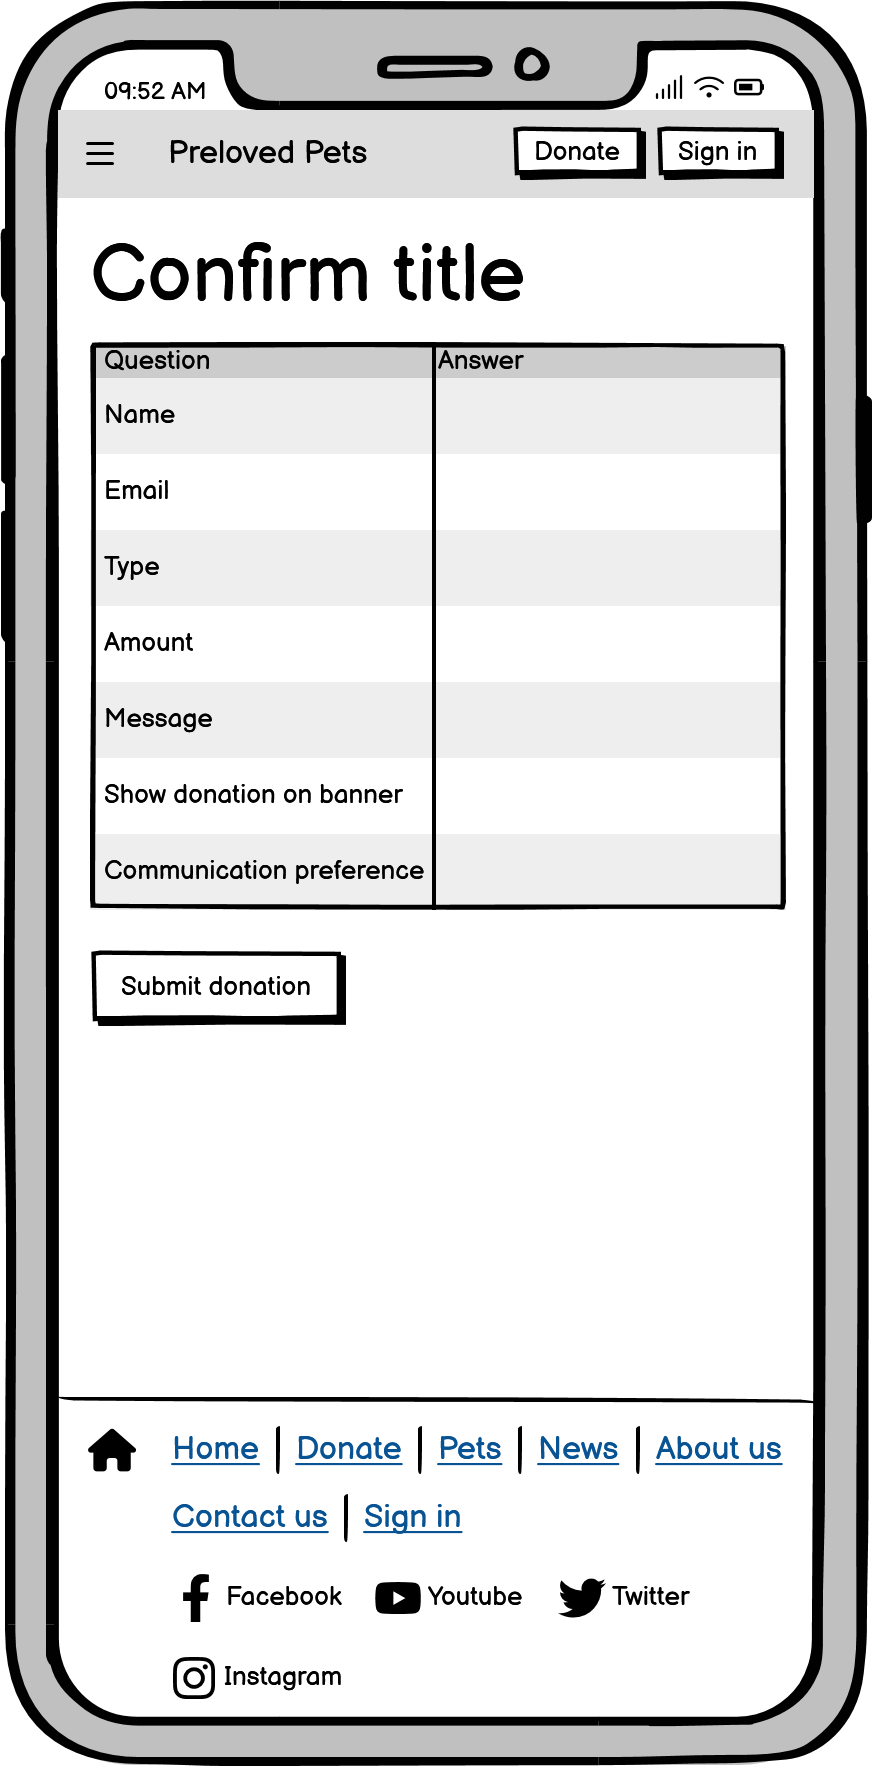 09:52 AM
Preloved Pets Donate Sign in
Confirm title
Question Answer
Name
Email
Type
Amount
Message
Show donation on banner
Communication preference
Submit donation
Home Donate Pets News About us
Contact us Sign in
Facebook Youtube Twitter
Instagram